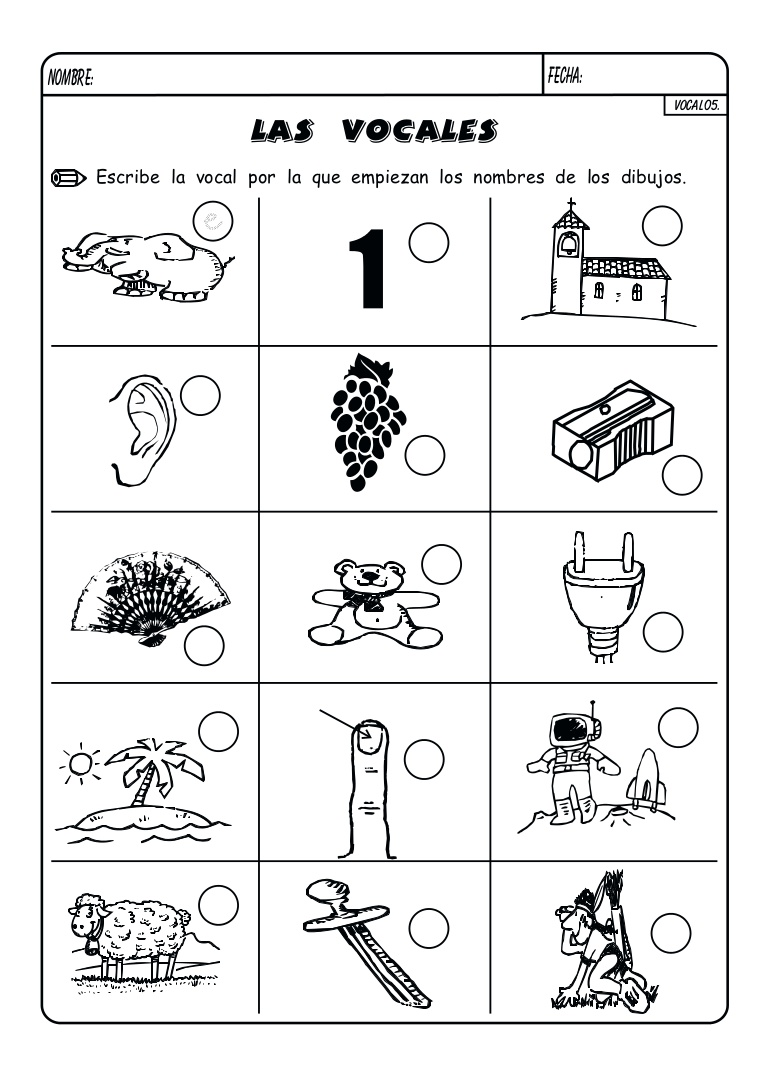 NOMBRE:
FECHA:
VOCAL05.
LAS VOCALES
Escribe la vocal por la que empiezan los nombres de los dibujos.
e
1